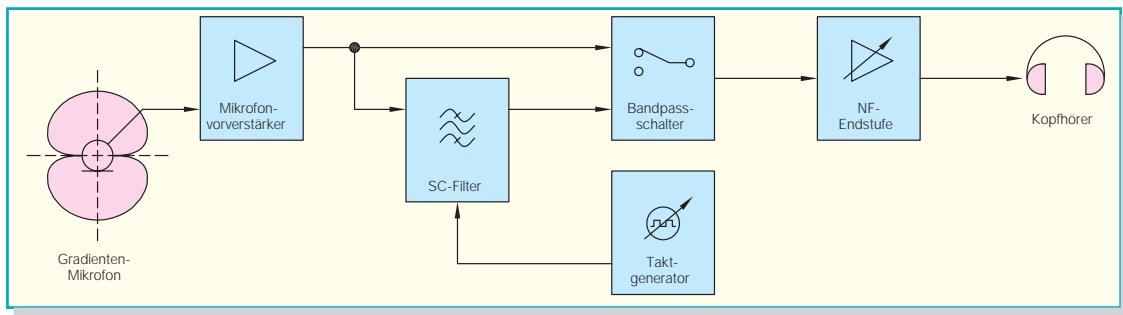 Mikrofon-
vorverstärker
SC-Filter
Bandpass-
schalter
NF-
Endstufe
Kopfhörer
Gradienten-
Mikrofon
Takt-
generator